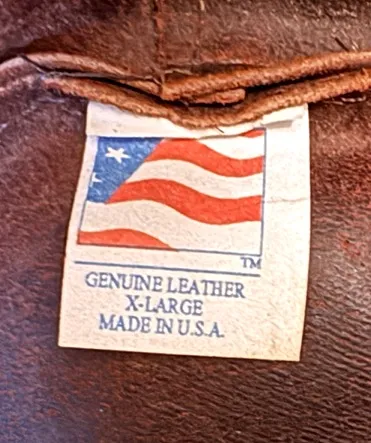 TM
GENUINE LEATHER
X-LARGE
MADE IN U.S.A.